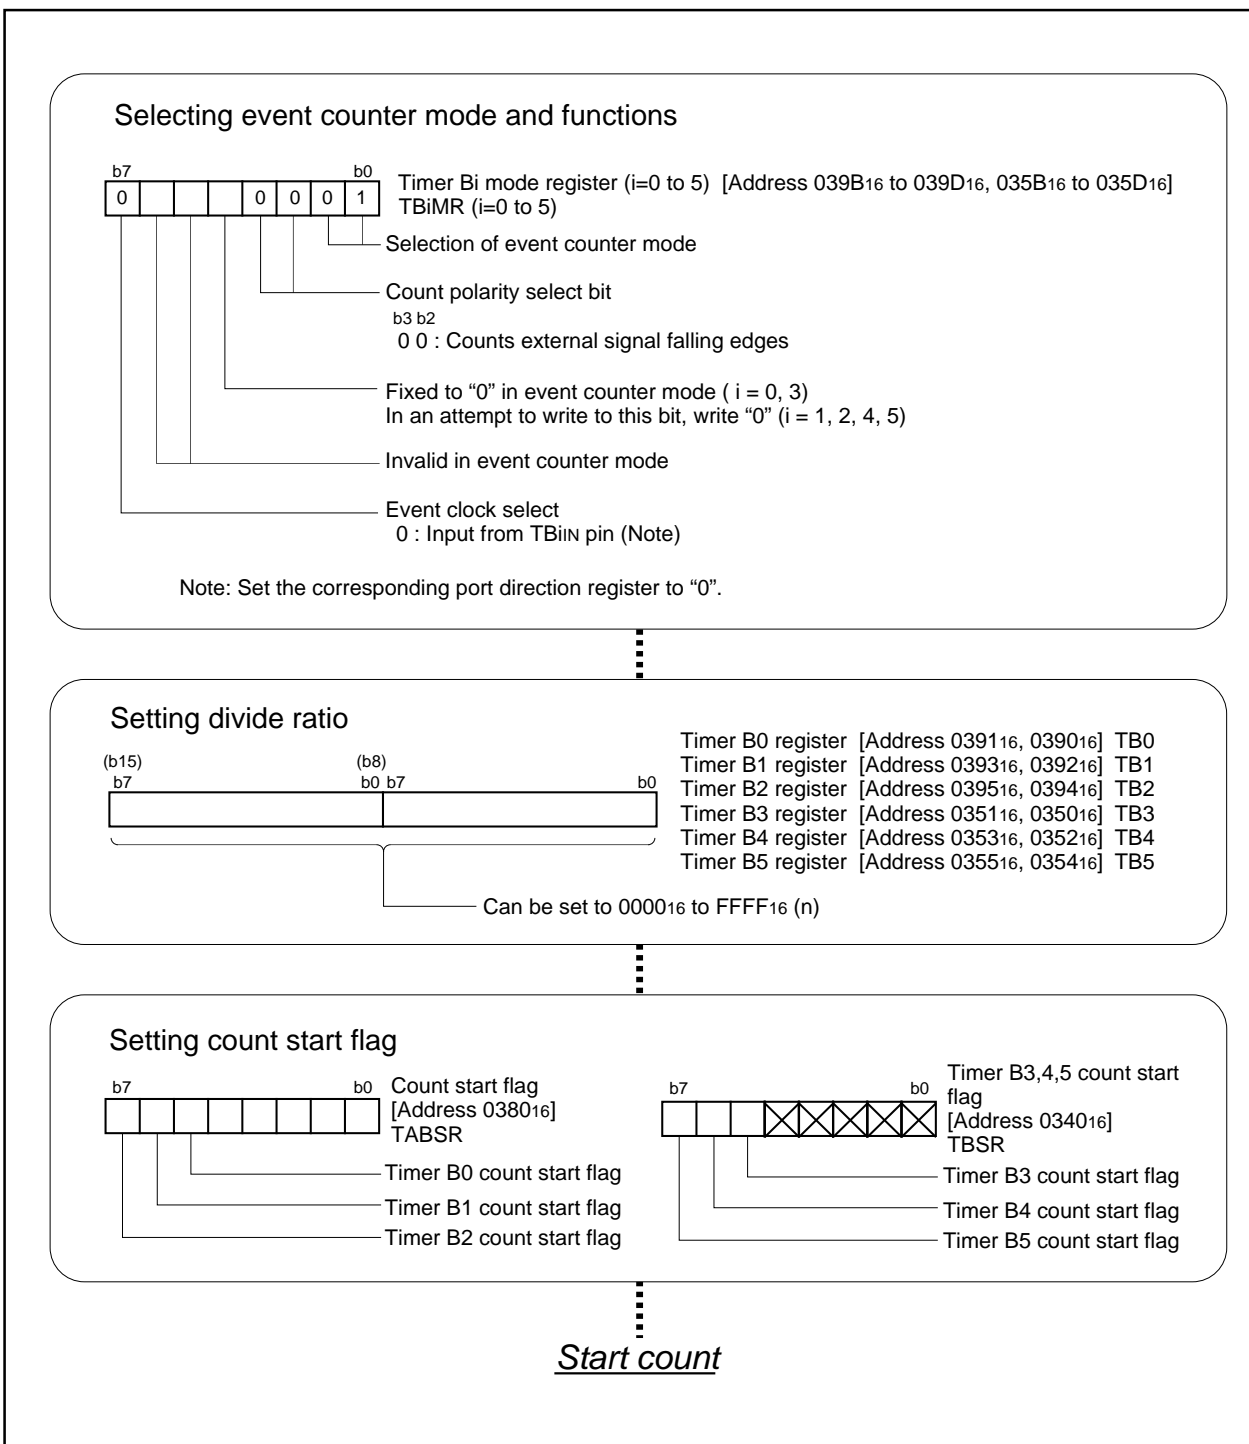 Selecting event counter mode and functions
b7 b0
0 0 0 0 1
Timer Bi mode register (i=0 to 5) [Address 039B16 to 039D16, 035B16 to 035D16]
TBiMR (i=0 to 5)
Selection of event counter mode
Count polarity select bit
b3 b2
0 0 : Counts external signal falling edges
Fixed to “0” in event counter mode ( i = 0, 3)
In an attempt to write to this bit, write “0” (i = 1, 2, 4, 5)
Invalid in event counter mode
Event clock select
0 : Input from TBiIN pin (Note)
Note: Set the corresponding port direction register to “0”.
Setting divide ratio
(b15) (b8)
b7 b0 b7 b0
Timer B0 register [Address 039116, 039016] TB0
Timer B1 register [Address 039316, 039216] TB1
Timer B2 register [Address 039516, 039416] TB2
Timer B3 register [Address 035116, 035016] TB3
Timer B4 register [Address 035316, 035216] TB4
Timer B5 register [Address 035516, 035416] TB5
Can be set to 000016 to FFFF16 (n)
Setting count start flag
b7 b0
Count start flag
[Address 038016]
TABSR
Timer B0 count start flag
Timer B1 count start flag
Timer B2 count start flag
b7 b0
Timer B3,4,5 count start
flag
[Address 034016]
TBSR
Timer B3 count start flag
Timer B4 count start flag
Timer B5 count start flag
Start count